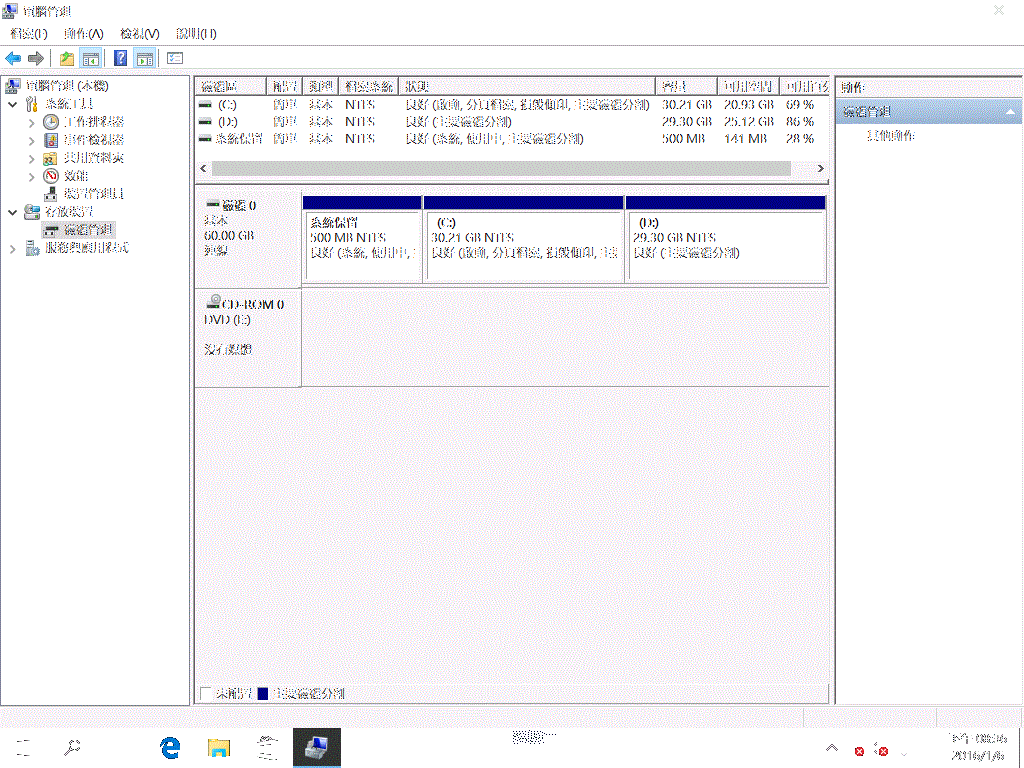 電腦管理
檔案(F) 動作(A) 檢視(V) 說明(H)
電腦管理 (本機)
系統工具
工作排程器
事件檢視器
共用資料夾
效能
裝置管理員
存放裝置
磁碟管理
服務與應用程式
磁碟區 配置 類型 檔案系統 狀態 容量 可用空間 可用百分
(C:) 簡單 基本 NTFS 良好 (啟動, 分頁檔案, 損毀傾印, 主要磁碟分割) 30.21 GB 20.93 GB 69 %
(D:) 簡單 基本 NTFS 良好 (主要磁碟分割) 29.30 GB 25.12 GB 86 %
系統保留 簡單 基本 NTFS 良好 (系統, 使用中, 主要磁碟分割) 500 MB 141 MB 28 %
磁碟 0
基本
60.00 GB
連線
系統保留
500 MB NTFS
良好 (系統, 使用中, 
(C:)
30.21 GB NTFS
良好 (啟動, 分頁檔案, 損毀傾印, 主
(D:)
29.30 GB NTFS
良好 (主要磁碟分割)
CD-ROM 0
DVD (E:)
沒有媒體
未配置 主要磁碟分割
動作
磁碟管理
其他動作
2016/1/6